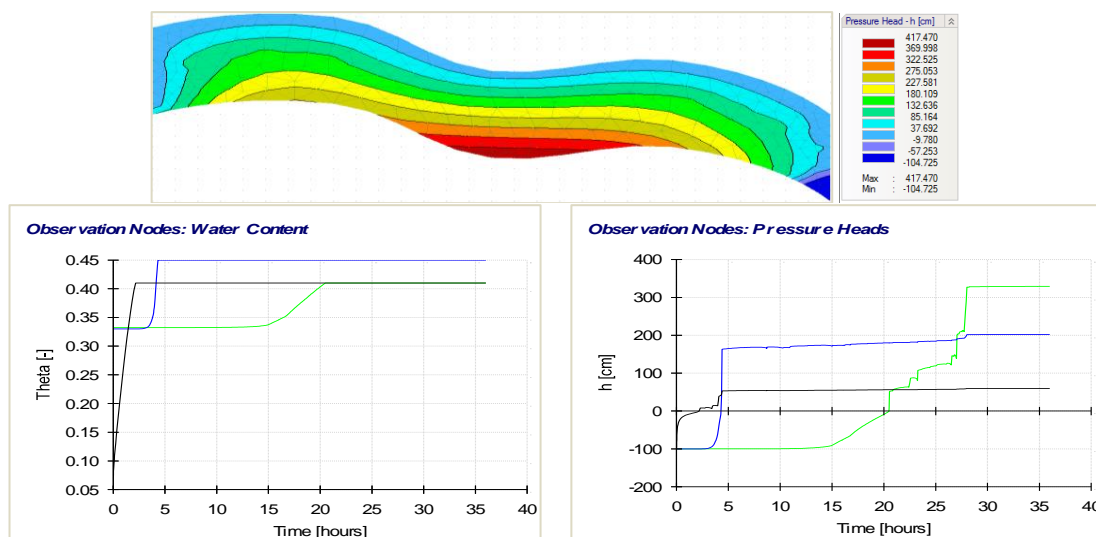 Pressure Head - h [cm]
417.470
369.998
322.525
275.053
227.581
180.109
132.636
85.164
37.692
-9.780
-57.253
-104.725
Max : 417.470
Min : -104.725
Observation Nodes: Water Content
0.45
0.40
0.35
0.30
0.25
0.20
0.15
0.10
0.05
Theta [-]
0 5 10 15 20 25 30 35 40
Time [hours]
Observation Nodes: Pressure Heads
400
300
200
100
0
-100
-200
h [cm]
0 5 10 15 20 25 30 35 40
Time [hours]